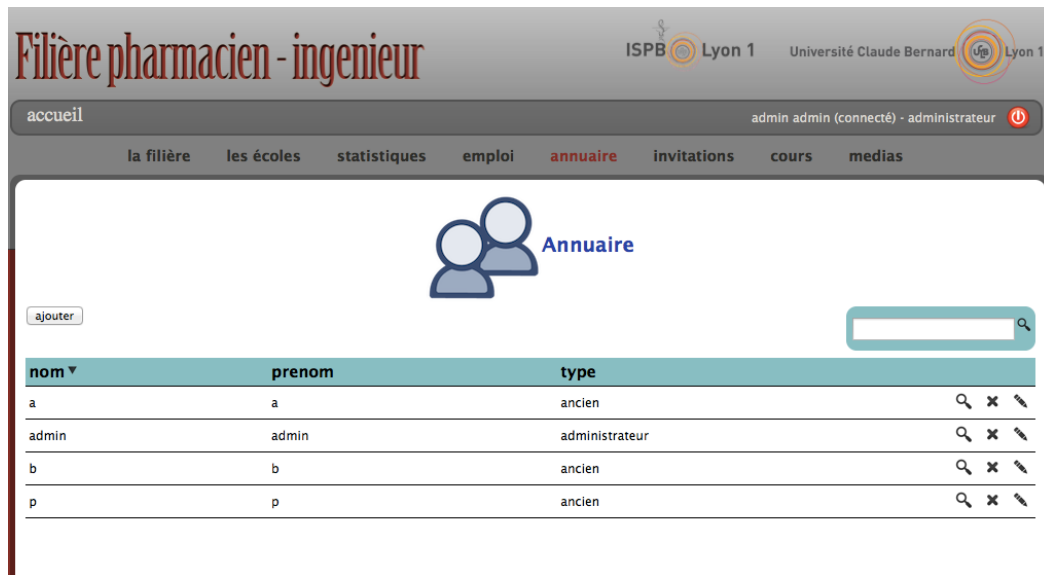 Filière pharmacien - ingenieur
ISPB Lyon 1
Université Claude Bernard UCB Lyon 1
accueil
admin admin (connecté) - administrateur
la filière les écoles statistiques emploi annuaire invitations cours medias
Annuaire
ajouter
nom prenom type
a a ancien
admin admin administrateur
b b ancien
p p ancien